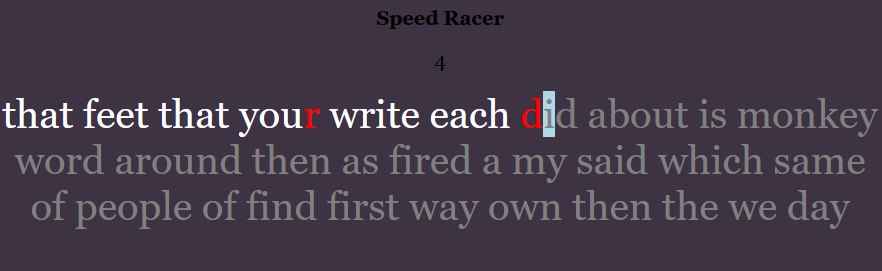 Speed Racer
4
that feet that your write each did about is monkey
word around then as fired a my said which same
of people of find first way own then the we day